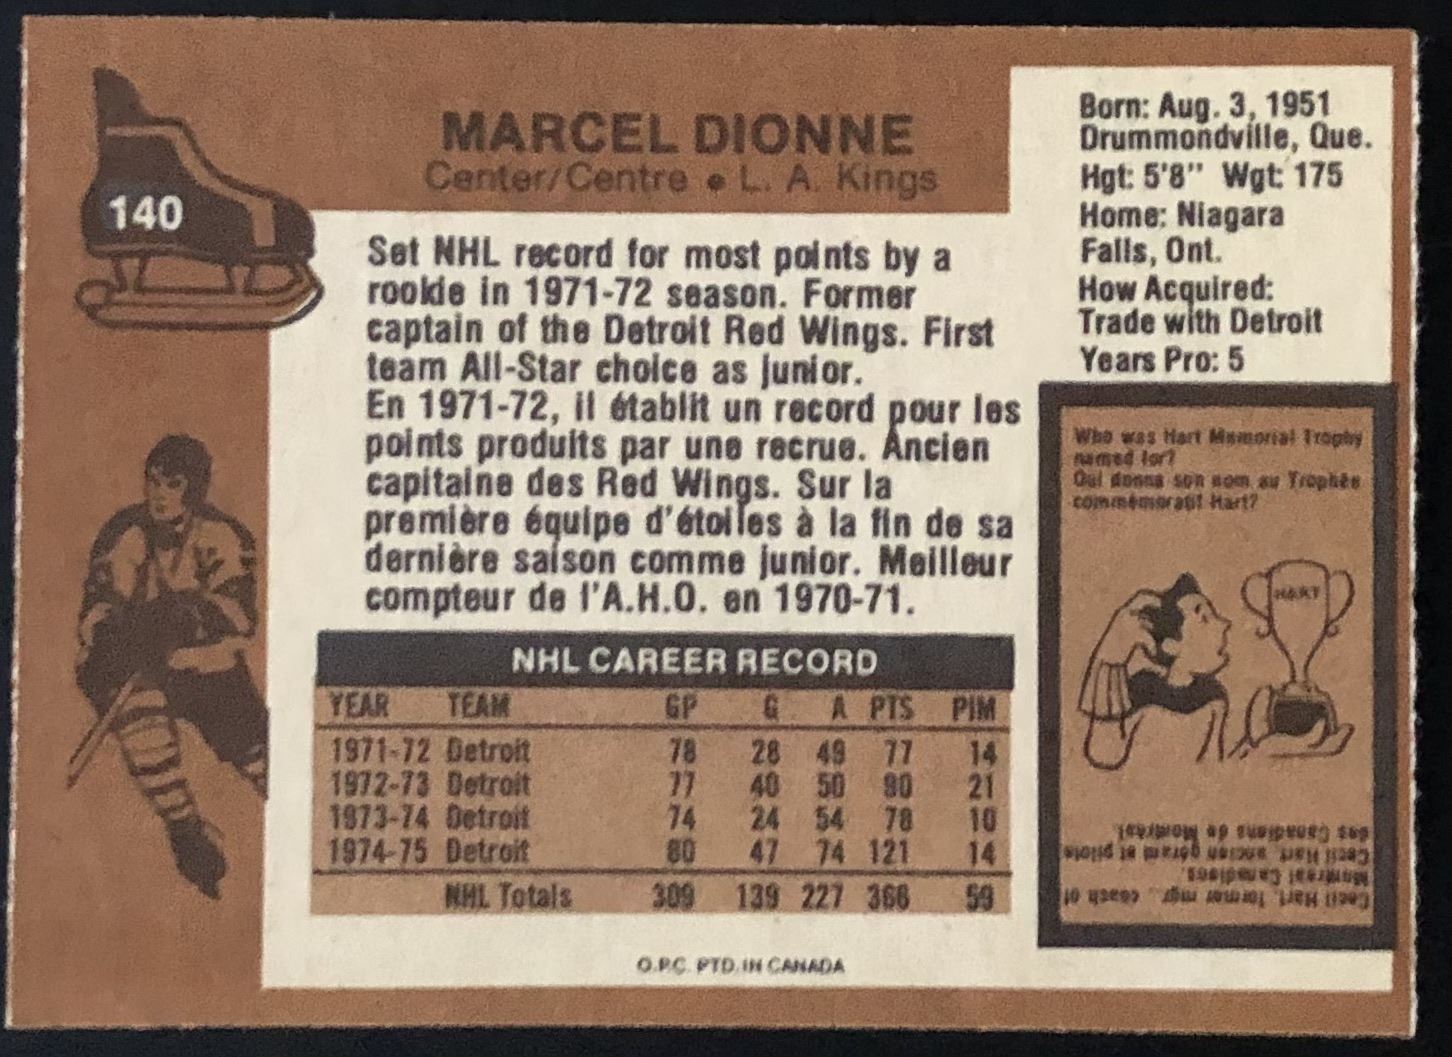 140
MARCEL DIONNE
Center/Centre • L. A. Kings
Born: Aug. 3, 1951
Drummondville, Que.
Hgt: 5'8" Wgt: 175
Home: Niagara
Falls, Ont.
How Acquired:
Trade with Detroit
Years Pro: 5
Set NHL record for most points by a
rookie in 1971-72 season. Former
captain of the Detroit Red Wings. First
team All-Star choice as junior.
En 1971-72, il établit un record pour les
points produits par une recrue. Ancien
capitaine des Red Wings. Sur la
première équipe d'étoiles à la fin de sa
dernière saison comme junior. Meilleur
compteur de l'A.H.O. en 1970-71.
NHL CAREER RECORD
YEAR TEAM GP G A PTS PIM
1971-72 Detroit 78 28 49 77 14
1972-73 Detroit 77 40 50 90 21
1973-74 Detroit 74 24 54 78 10
1974-75 Detroit 80 47 74 121 14
NHL Totals 309 139 227 366 59
O.P.C. PTD. IN CANADA
Who was Hart Memorial Trophy
named for?
Qui donna son nom au Trophée
commémoratif Hart?
HART
Cecil Hart, former mgr., coach of
Montreal Canadiens.
Cecil Hart, ancien gérant et pilote
des Canadiens de Montréal.